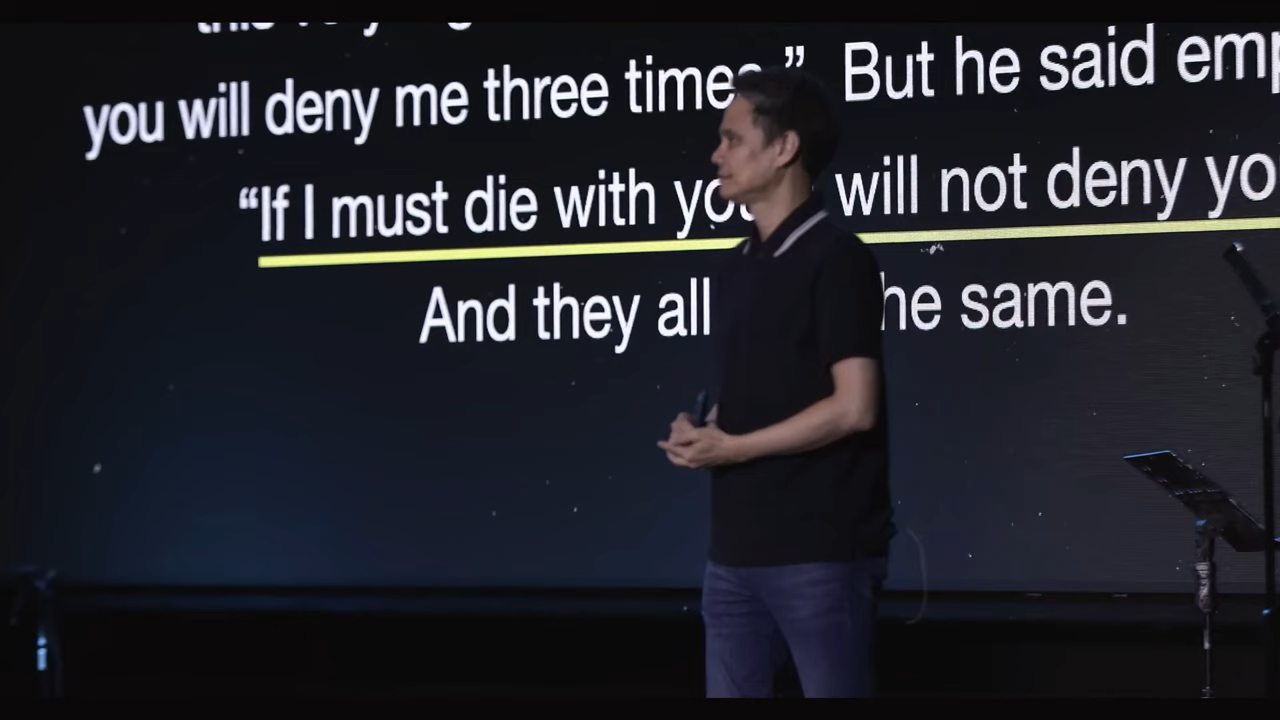 you will deny me three times.” But he said emp
“If I must die with you will not deny yo
And they all he same.